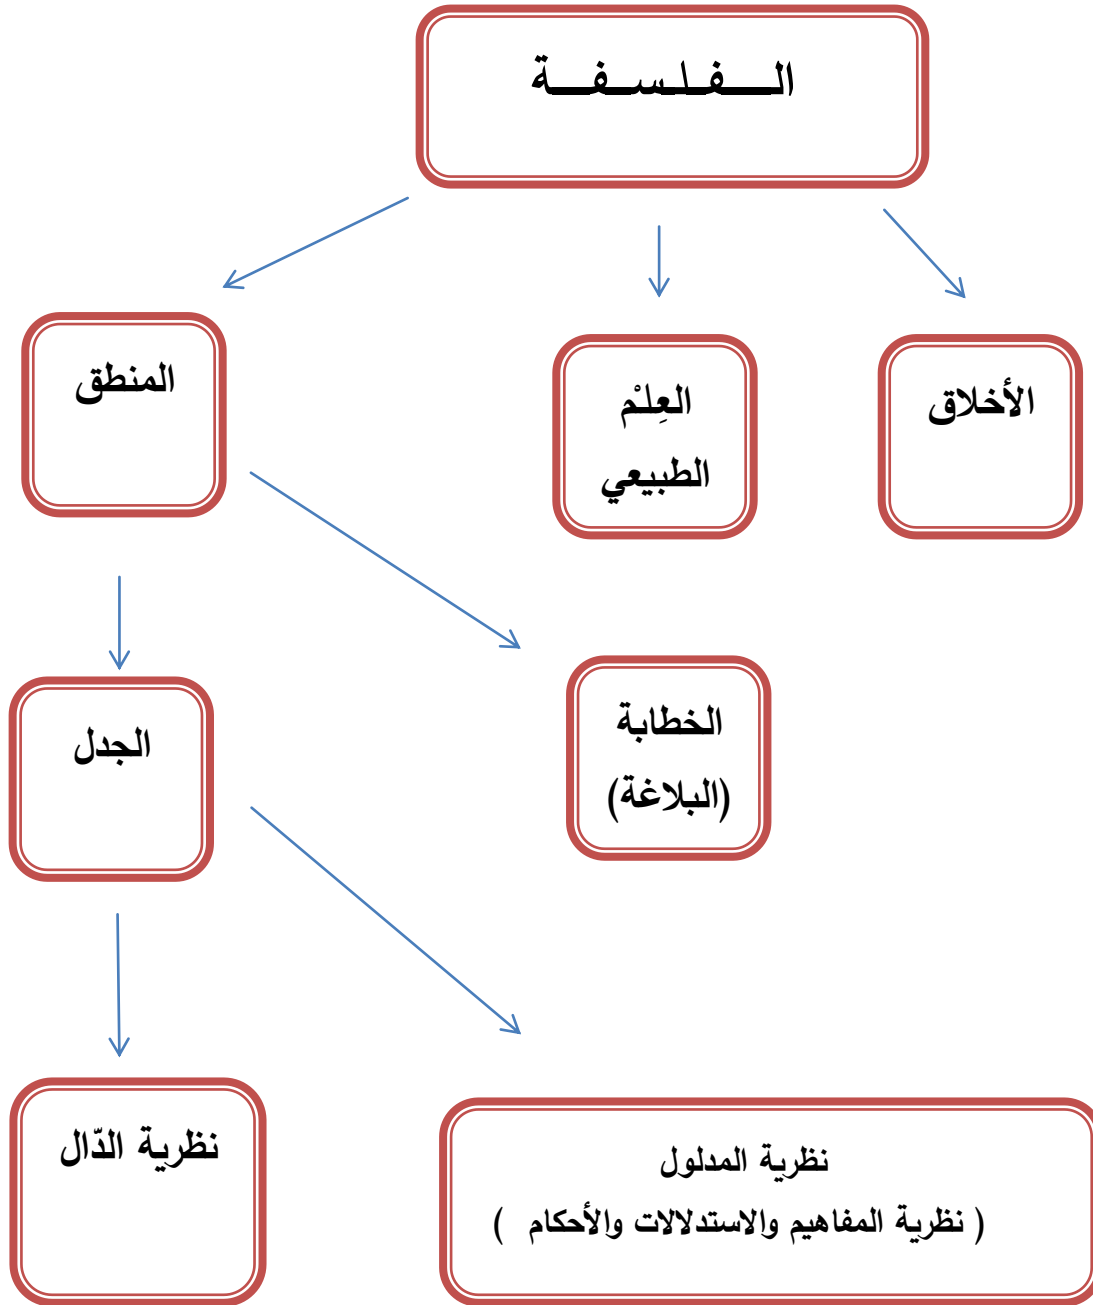 الـــفـلـسـفـــة
الأخلاق
العِلْم
الطبيعي
المنطق
الخطابة
(البلاغة)
الجدل
نظرية المدلول
( نظرية المفاهيم والاستدلالات والأحكام )
نظرية الدّال